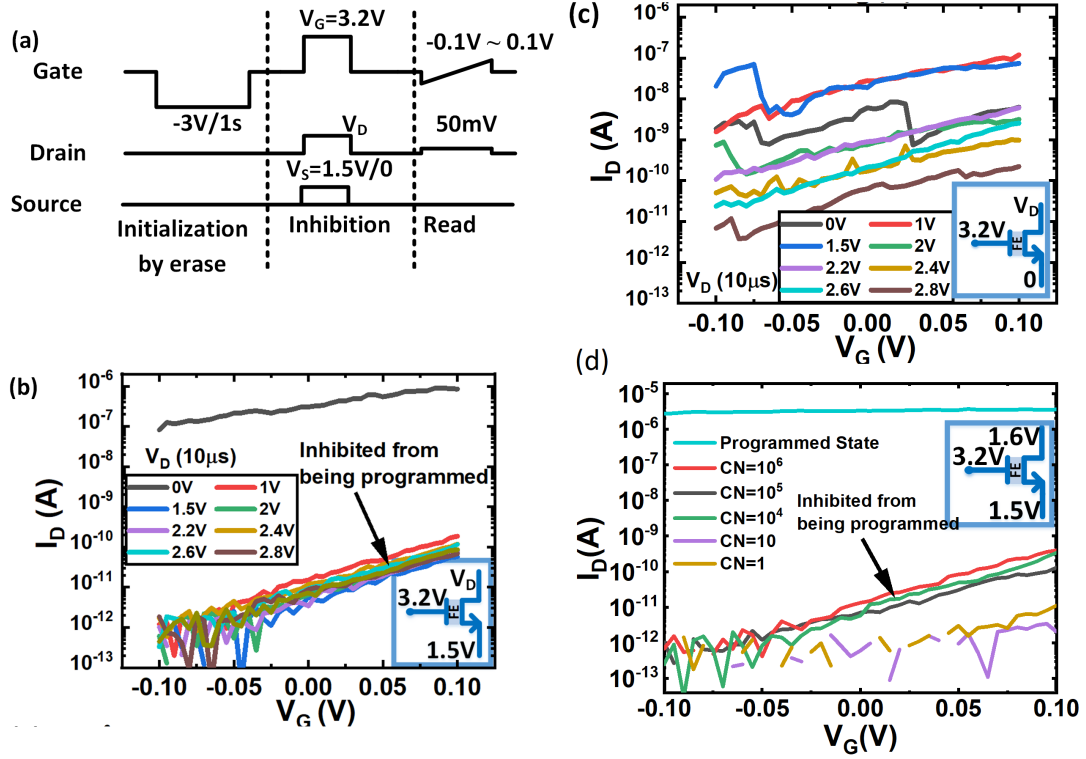 (a)
V_G=3.2V
-0.1V ~ 0.1V
Gate
-3V/1s
V_D
50mV
Drain
V_S=1.5V/0
Source
Initialization
by erase
Inhibition
Read
(b)
10^-6
10^-7
10^-8
10^-9
10^-10
10^-11
10^-12
10^-13
I_D (A)
V_D (10μs)
0V 1V
1.5V 2V
2.2V 2.4V
2.6V 2.8V
Inhibited from
being programmed
V_D
3.2V
FE
1.5V
-0.10 -0.05 0.00 0.05 0.10
V_G (V)
(c)
10^-6
10^-7
10^-8
10^-9
10^-10
10^-11
10^-12
10^-13
I_D (A)
V_D (10μs)
0V 1V
1.5V 2V
2.2V 2.4V
2.6V 2.8V
V_D
3.2V
FE
0
-0.10 -0.05 0.00 0.05 0.10
V_G (V)
(d)
10^-5
10^-6
10^-7
10^-8
10^-9
10^-10
10^-11
10^-12
10^-13
I_D(A)
Programmed State
CN=10^6
CN=10^5
CN=10^4
CN=10
CN=1
Inhibited from
being programmed
1.6V
3.2V
FE
1.5V
-0.10 -0.05 0.00 0.05 0.10
V_G(V)